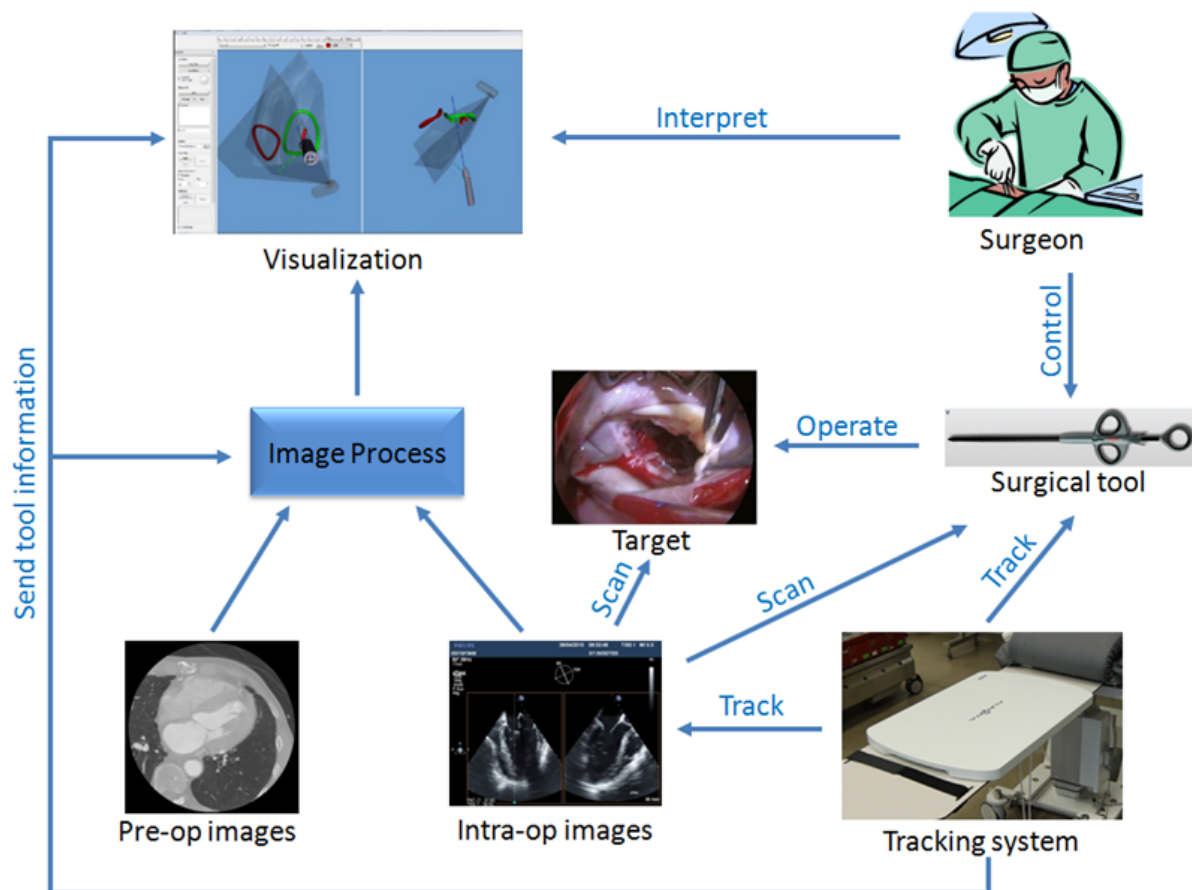 Interpret
Visualization
Surgeon
Control
Send tool information
Image Process
Operate
Surgical tool
Target
Scan
Scan
Track
Track
Pre-op images
Intra-op images
Tracking system